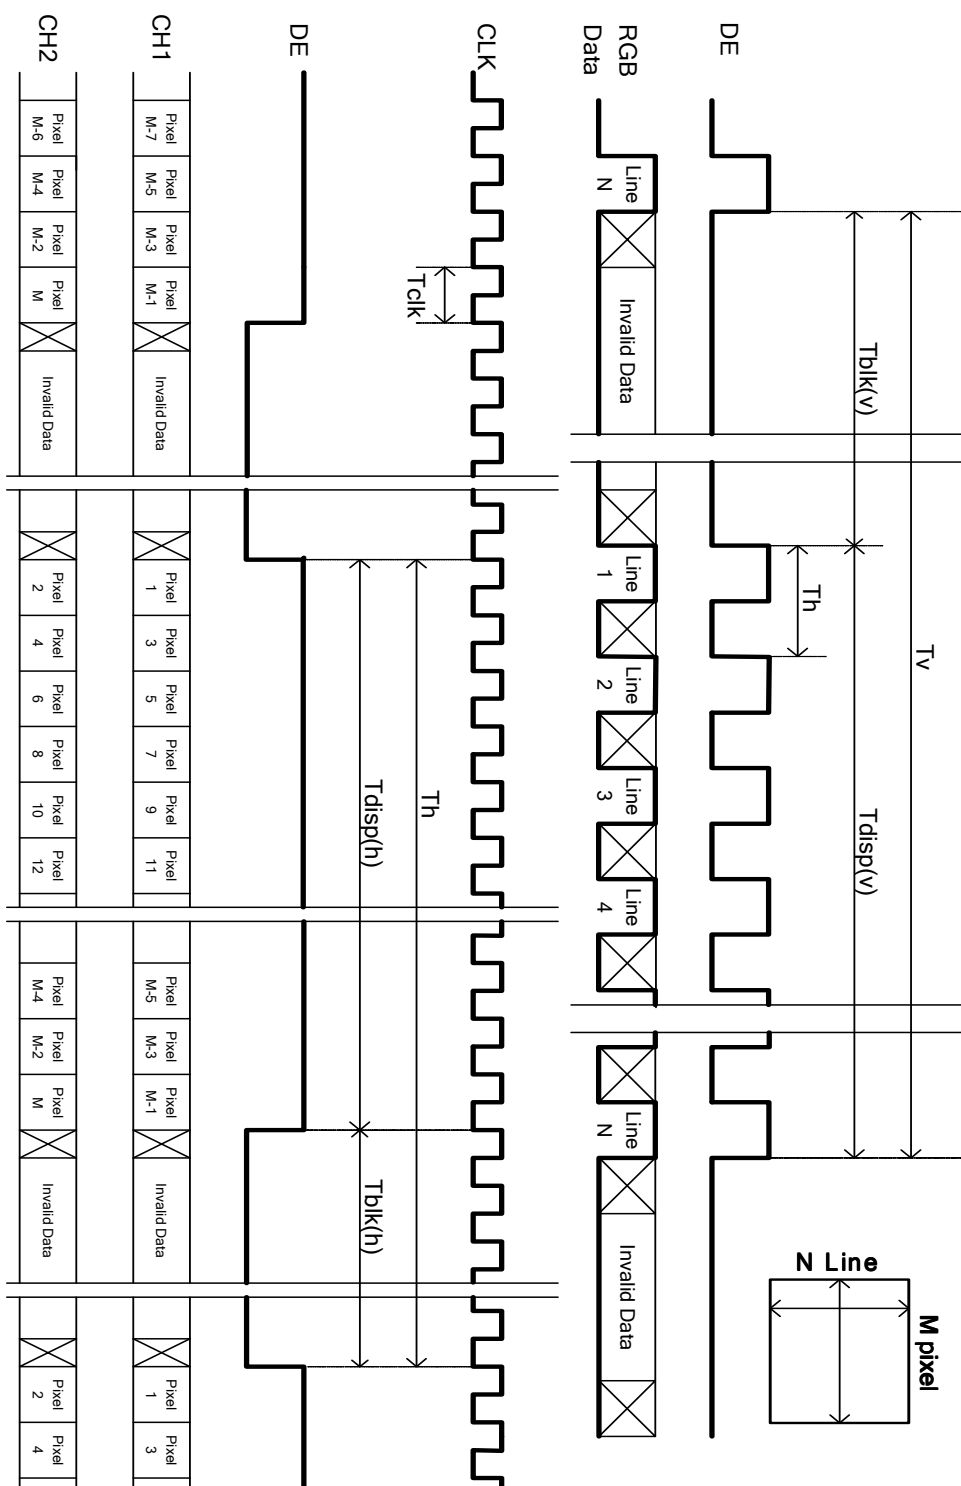 DE
Tv
Tblk(v)
Tdisp(v)
Th
M pixel
N Line
RGB
Data
Line
N
Invalid Data
Line
1
Line
2
Line
3
Line
4
Line
N
Invalid Data
CLK
Tclk
Th
Tdisp(h)
Tblk(h)
DE
CH1
Pixel
M-7
Pixel
M-5
Pixel
M-3
Pixel
M-1
Invalid Data
Pixel
1
Pixel
3
Pixel
5
Pixel
7
Pixel
9
Pixel
11
Pixel
M-5
Pixel
M-3
Pixel
M-1
Invalid Data
Pixel
1
Pixel
3
CH2
Pixel
M-6
Pixel
M-4
Pixel
M-2
Pixel
M
Invalid Data
Pixel
2
Pixel
4
Pixel
6
Pixel
8
Pixel
10
Pixel
12
Pixel
M-4
Pixel
M-2
Pixel
M
Invalid Data
Pixel
2
Pixel
4